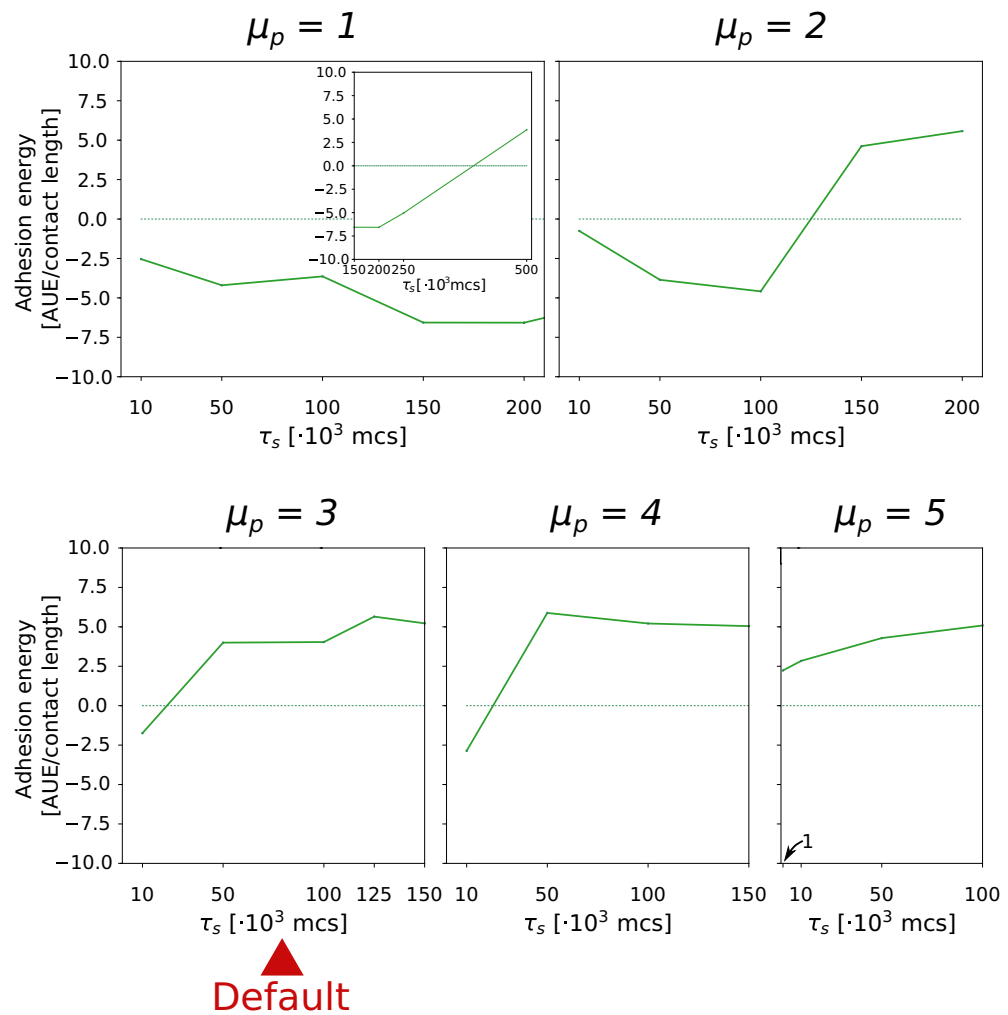 μp = 1
μp = 2
Adhesion energy
[AUE/contact length]
10.0
7.5
5.0
2.5
0.0
−2.5
−5.0
−7.5
−10.0
10 50 100 150 200
τs [·10³ mcs]
10.0
7.5
5.0
2.5
0.0
−2.5
−5.0
−7.5
−10.0
150 200 250 500
τs[·10³mcs]
10 50 100 150 200
τs [·10³ mcs]
μp = 3
μp = 4
μp = 5
Adhesion energy
[AUE/contact length]
10.0
7.5
5.0
2.5
0.0
−2.5
−5.0
−7.5
−10.0
10 50 100 125 150
τs [·10³ mcs]
10 50 100 150
τs [·10³ mcs]
1
10 50 100
τs [·10³ mcs]
Default